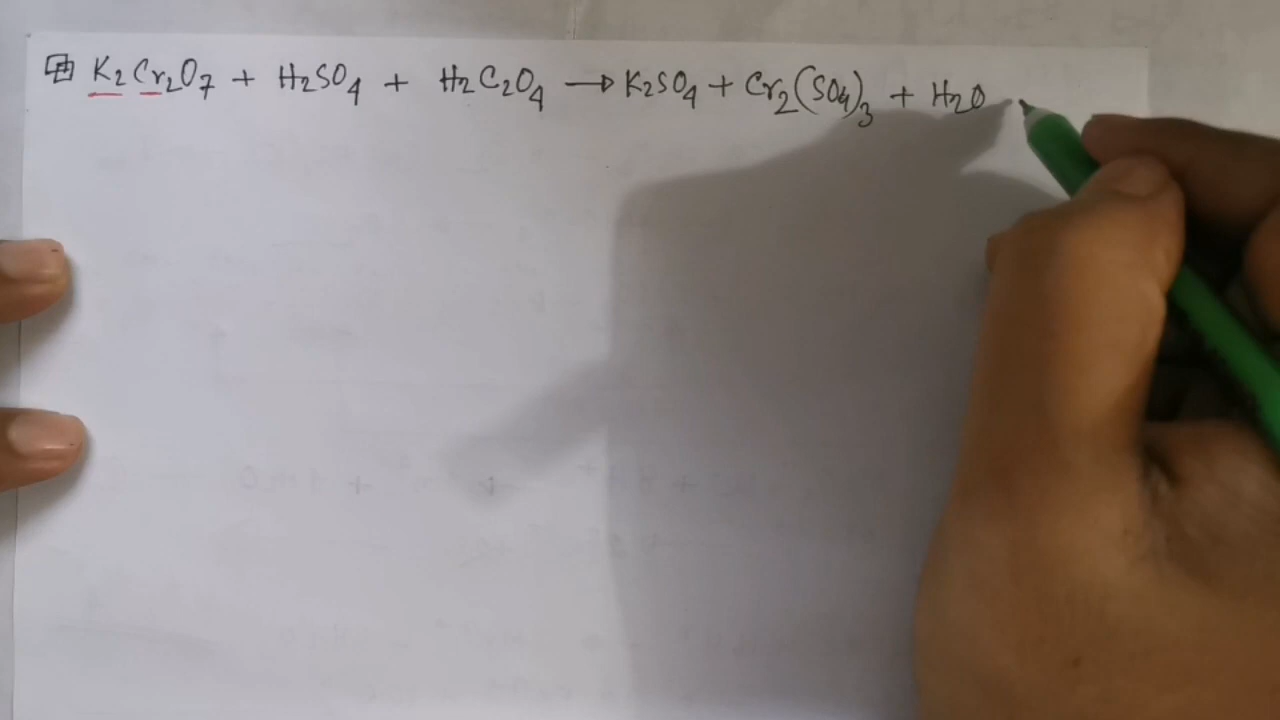 K₂Cr₂O₇ + H₂SO₄ + H₂C₂O₄ → K₂SO₄ + Cr₂(SO₄)₃ + H₂O